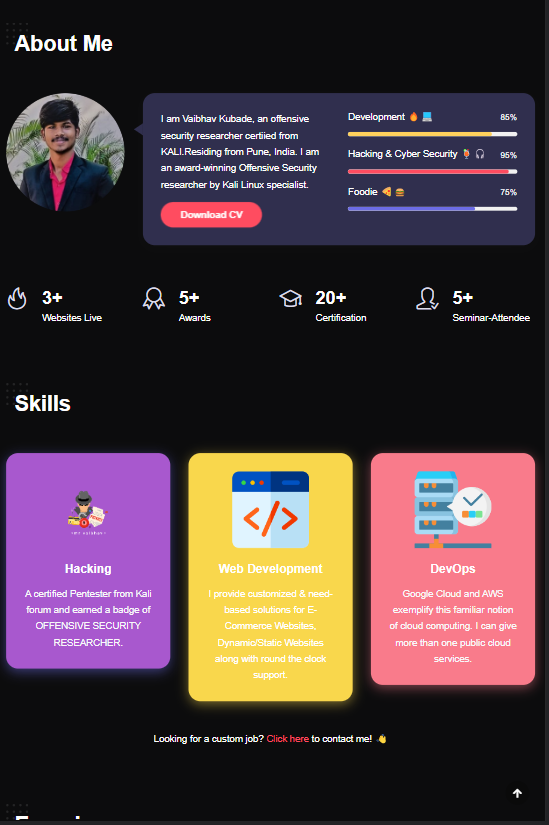 About Me
I am Vaibhav Kubade, an offensive
security researcher certiied from
KALI.Residing from Pune, India. I am
an award-winning Offensive Security
researcher by Kali Linux specialist.
Download CV
Development 🔥 💻 85%
Hacking & Cyber Security 95%
Foodie 🍕 🍔 75%
3+
Websites Live
5+
Awards
20+
Certification
5+
Seminar-Attendee
Skills
Hacking
A certified Pentester from Kali
forum and earned a badge of
OFFENSIVE SECURITY
RESEARCHER.
Web Development
I provide customized & need-
based solutions for E-
Commerce Websites,
Dynamic/Static Websites
along with round the clock
support.
DevOps
Google Cloud and AWS
exemplify this familiar notion
of cloud computing. I can give
more than one public cloud
services.
Looking for a custom job? Click here to contact me! 👋